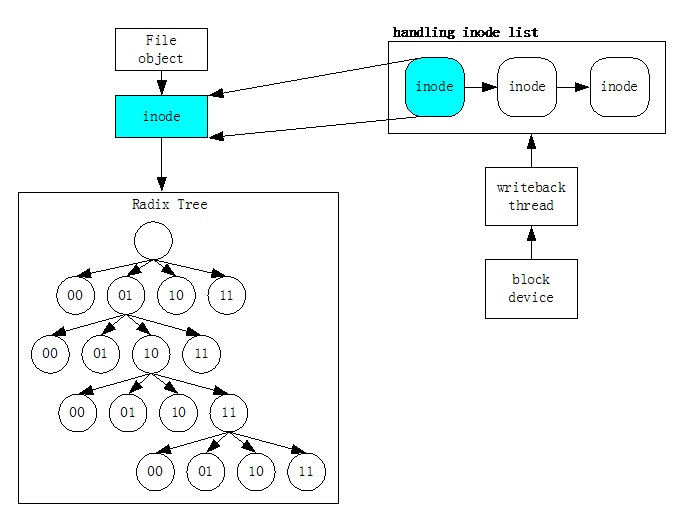 handling inode list
File
object
inode
inode
inode
inode
writeback
thread
block
device
Radix Tree
00
01
10
11
00
01
10
11
00
01
10
11
00
01
10
11